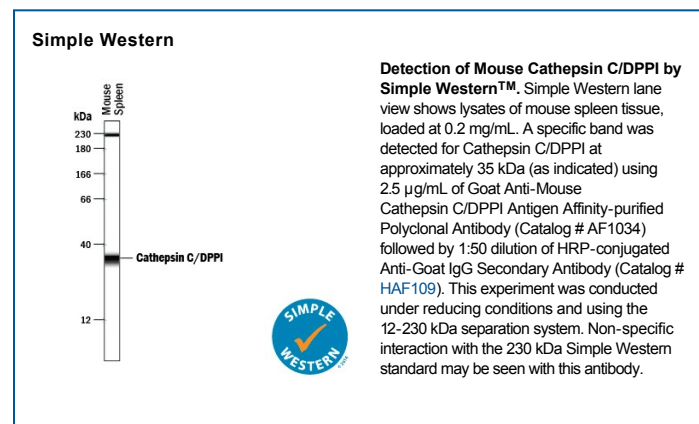 Simple Western
Mouse
Spleen
kDa
230
180
166
66
40
Cathepsin C/DPPI
12
SIMPLE
WESTERN
Detection of Mouse Cathepsin C/DPPI by
Simple Western™. Simple Western lane
view shows lysates of mouse spleen tissue,
loaded at 0.2 mg/mL. A specific band was
detected for Cathepsin C/DPPI at
approximately 35 kDa (as indicated) using
2.5 µg/mL of Goat Anti-Mouse
Cathepsin C/DPPI Antigen Affinity-purified
Polyclonal Antibody (Catalog # AF1034)
followed by 1:50 dilution of HRP-conjugated
Anti-Goat IgG Secondary Antibody (Catalog #
HAF109). This experiment was conducted
under reducing conditions and using the
12-230 kDa separation system. Non-specific
interaction with the 230 kDa Simple Western
standard may be seen with this antibody.